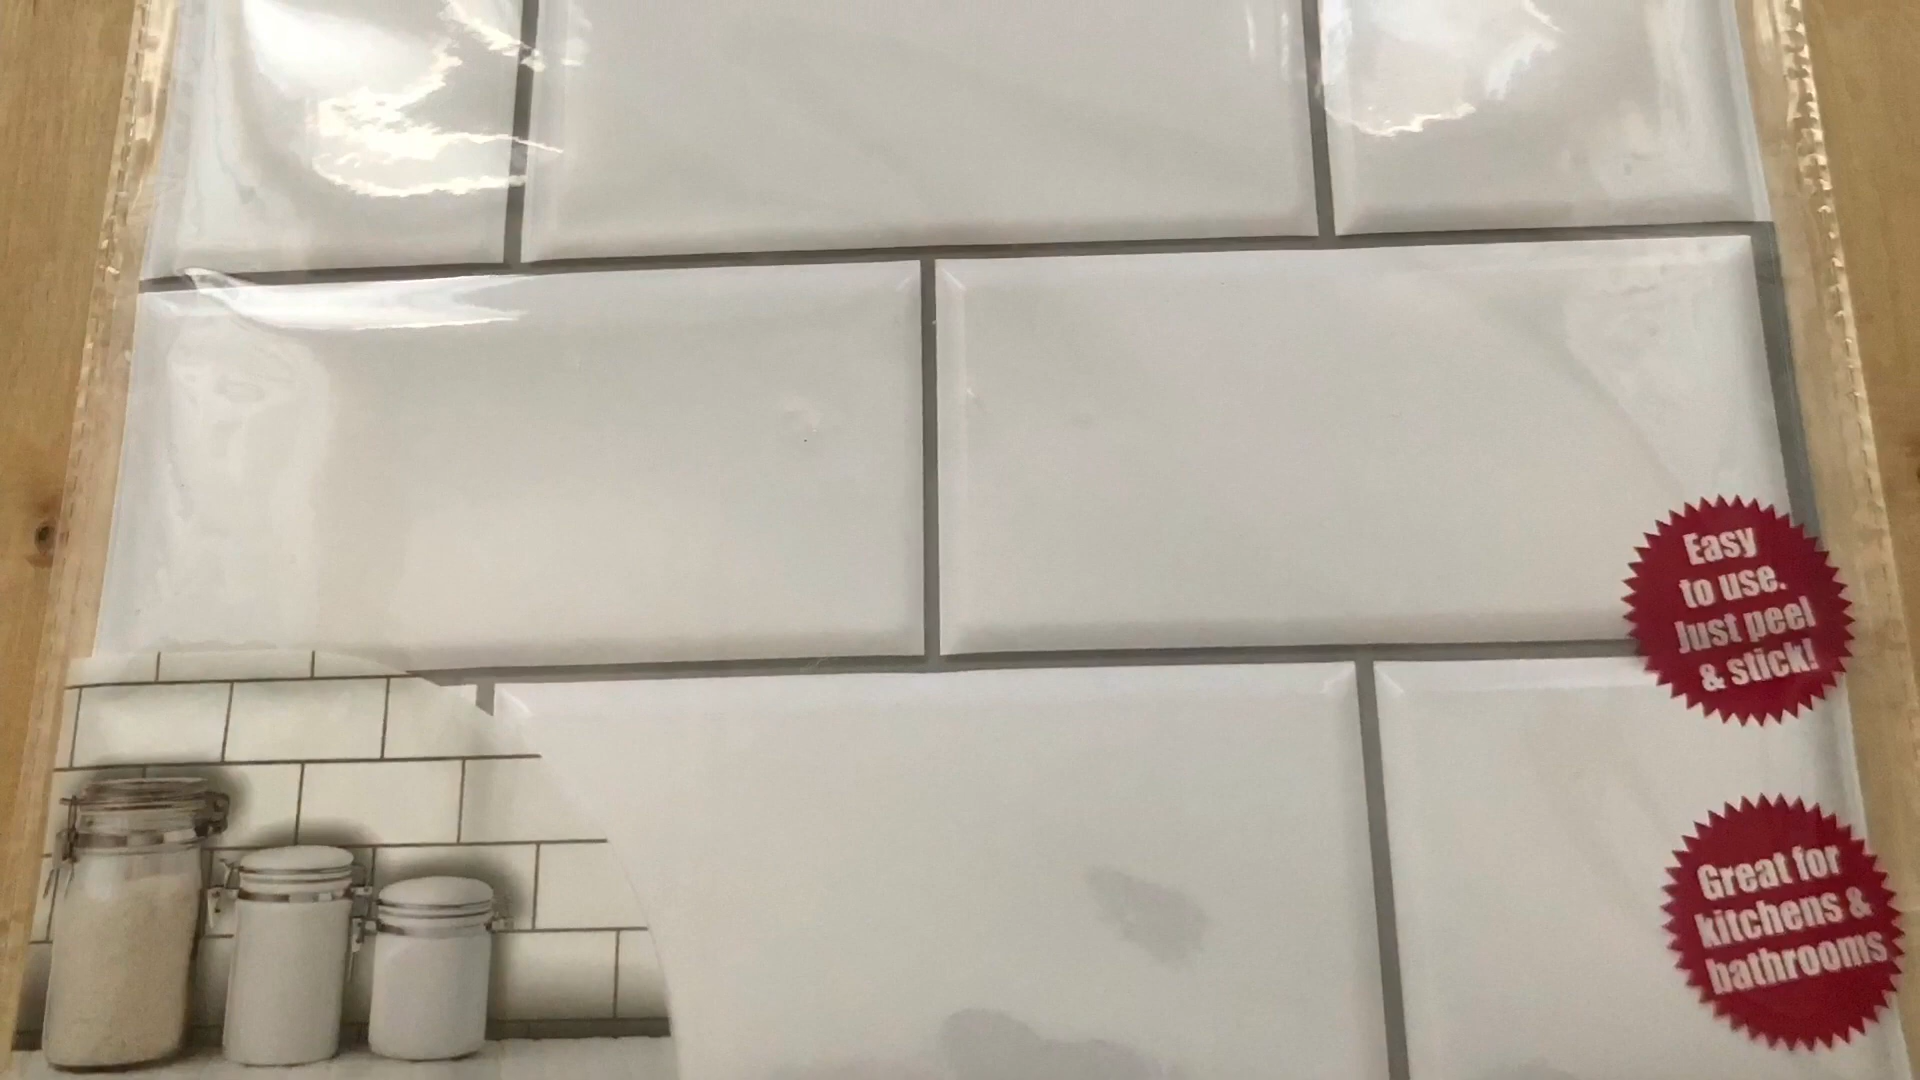 Easy
to use.
Just peel
& stick!
Great for
kitchens &
bathrooms